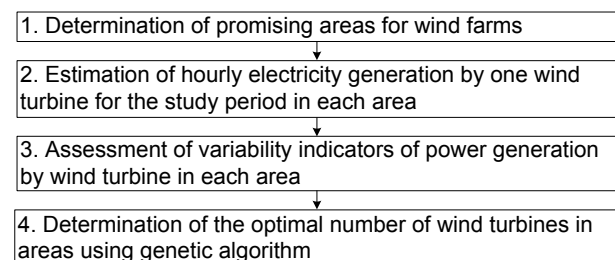 1. Determination of promising areas for wind farms
2. Estimation of hourly electricity generation by one wind
turbine for the study period in each area
3. Assessment of variability indicators of power generation
by wind turbine in each area
4. Determination of the optimal number of wind turbines in
areas using genetic algorithm